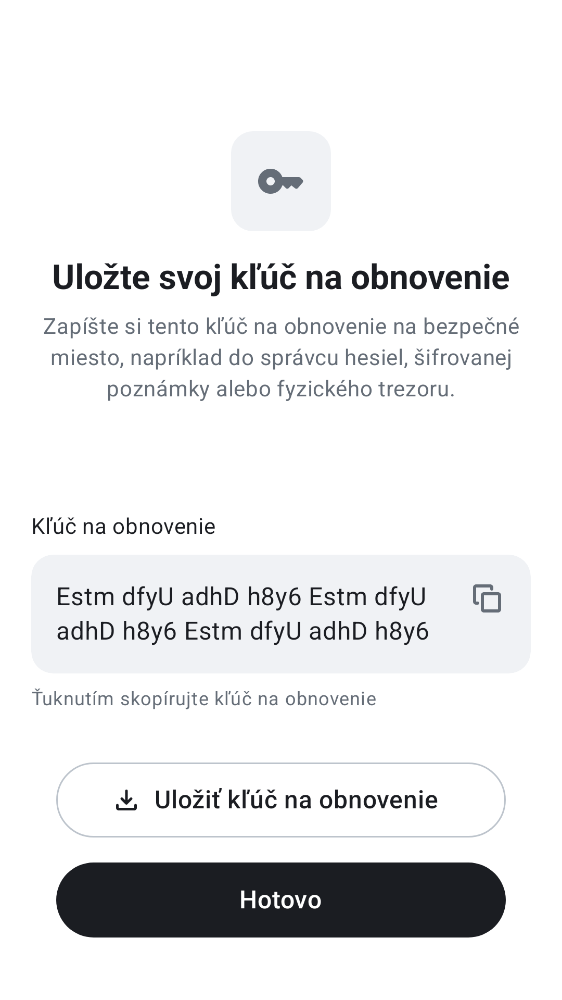 Uložte svoj kľúč na obnovenie
Zapíšte si tento kľúč na obnovenie na bezpečné
miesto, napríklad do správcu hesiel, šifrovanej
poznámky alebo fyzického trezoru.
Kľúč na obnovenie
Estm dfyU adhD h8y6 Estm dfyU
adhD h8y6 Estm dfyU adhD h8y6
Ťuknutím skopírujte kľúč na obnovenie
Uložiť kľúč na obnovenie
Hotovo